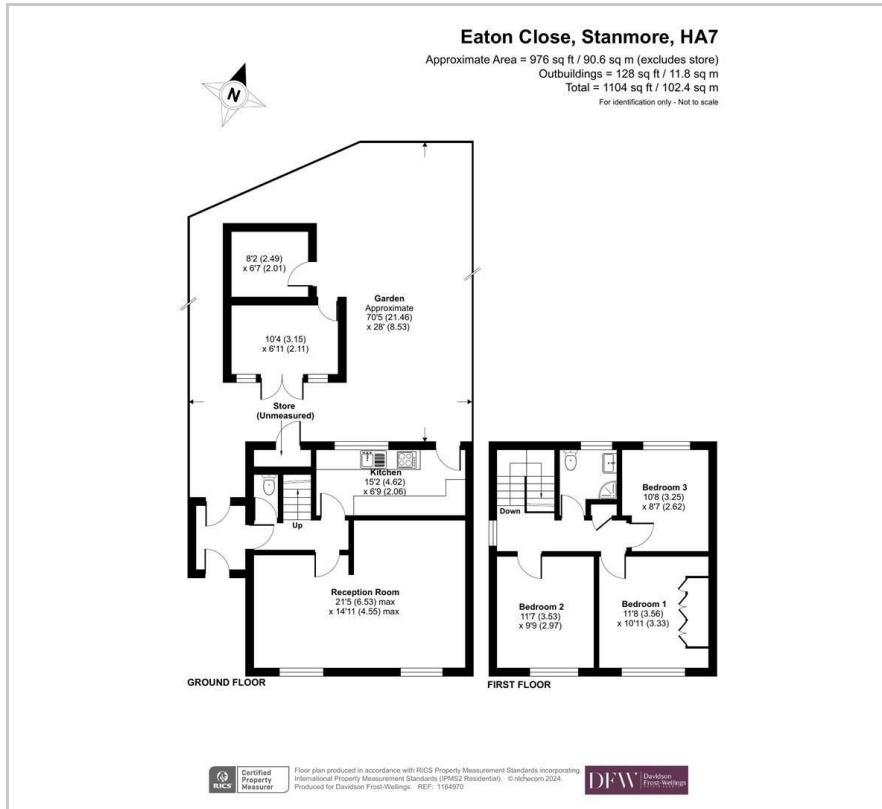 Eaton Close, Stanmore, HA7
Approximate Area = 976 sq ft / 90.6 sq m (excludes store)
Outbuildings = 128 sq ft / 11.8 sq m
Total = 1104 sq ft / 102.4 sq m
For identification only - Not to scale
N
8'2 (2.49)
x 6'7 (2.01)
Garden
Approximate
70'5 (21.46)
x 28' (8.53)
10'4 (3.15)
x 6'11 (2.11)
Store
(Unmeasured)
Kitchen
15'2 (4.62)
x 6'9 (2.06)
Up
Reception Room
21'5 (6.53) max
x 14'11 (4.55) max
GROUND FLOOR
Down
Bedroom 3
10'8 (3.25)
x 8'7 (2.62)
Bedroom 2
11'7 (3.53)
x 9'9 (2.97)
Bedroom 1
11'8 (3.56)
x 10'11 (3.33)
FIRST FLOOR
RICS
Certified
Property
Measurer
Floor plan produced in accordance with RICS Property Measurement Standards incorporating
International Property Measurement Standards (IPMS2 Residential). © nichecom 2024.
Produced for Davidson Frost-Wellings. REF: 1164970
DFW
Davidson
Frost-Wellings